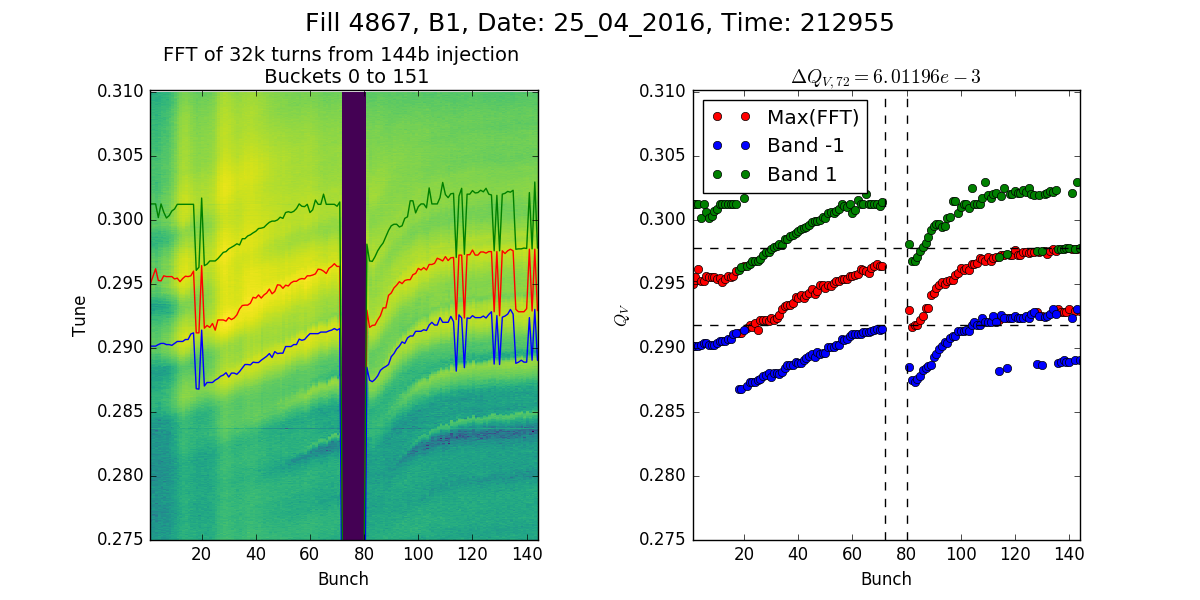 Fill 4867, B1, Date: 25_04_2016, Time: 212955
FFT of 32k turns from 144b injection
Buckets 0 to 151
0.310
0.305
0.300
0.295
0.290
0.285
0.280
0.275
Tune
20 40 60 80 100 120 140
Bunch
ΔQ_{V,72} = 6.01196e − 3
Max(FFT)
Band -1
Band 1
0.310
0.305
0.300
0.295
0.290
0.285
0.280
0.275
Q_V
20 40 60 80 100 120 140
Bunch